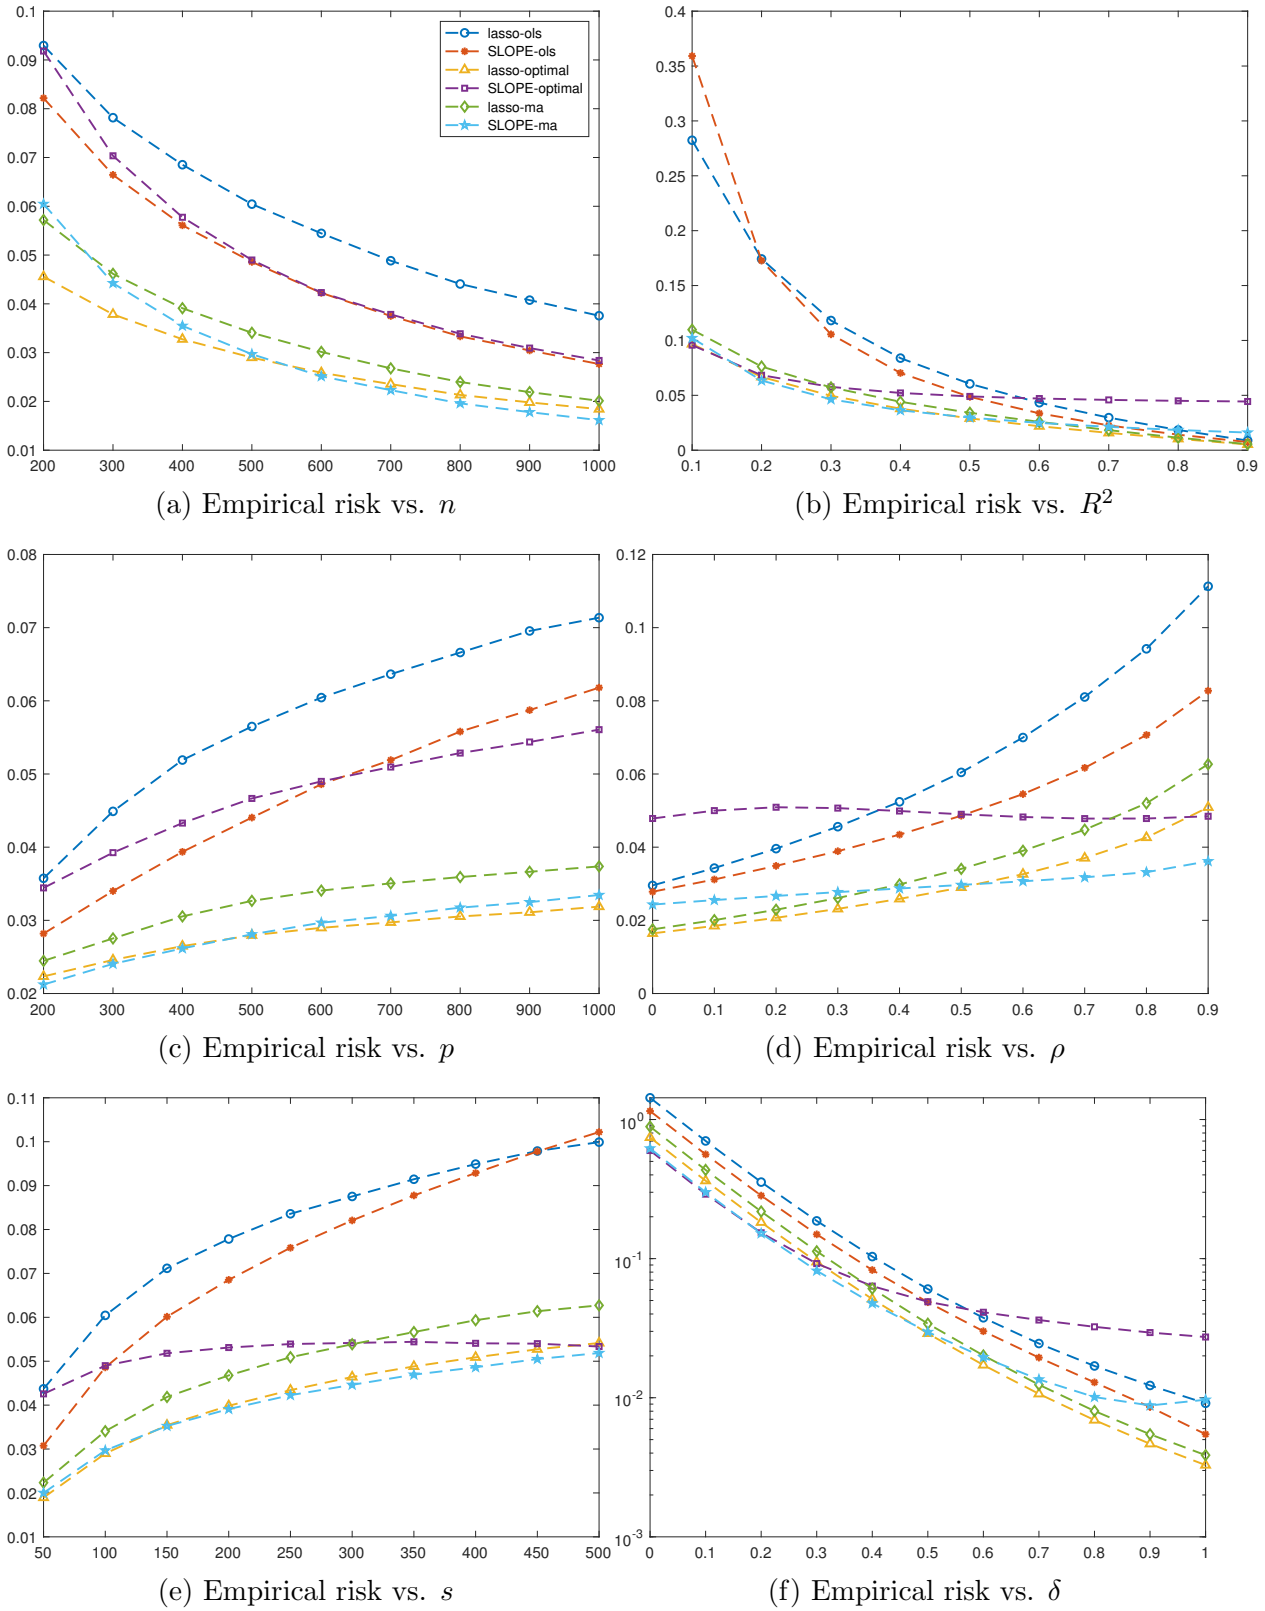 0.1
0.09
0.08
0.07
0.06
0.05
0.04
0.03
0.02
0.01
200 300 400 500 600 700 800 900 1000
lasso-ols
SLOPE-ols
lasso-optimal
SLOPE-optimal
lasso-ma
SLOPE-ma
(a) Empirical risk vs. n
0.4
0.35
0.3
0.25
0.2
0.15
0.1
0.05
0
0.1 0.2 0.3 0.4 0.5 0.6 0.7 0.8 0.9
(b) Empirical risk vs. R²
0.08
0.07
0.06
0.05
0.04
0.03
0.02
200 300 400 500 600 700 800 900 1000
(c) Empirical risk vs. p
0.12
0.1
0.08
0.06
0.04
0.02
0
0 0.1 0.2 0.3 0.4 0.5 0.6 0.7 0.8 0.9
(d) Empirical risk vs. ρ
0.11
0.1
0.09
0.08
0.07
0.06
0.05
0.04
0.03
0.02
0.01
50 100 150 200 250 300 350 400 450 500
(e) Empirical risk vs. s
10⁰
10⁻¹
10⁻²
10⁻³
0 0.1 0.2 0.3 0.4 0.5 0.6 0.7 0.8 0.9 1
(f) Empirical risk vs. δ